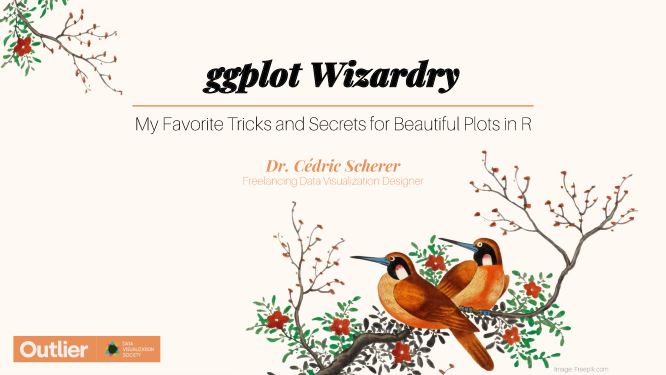 ggplot Wizardry
My Favorite Tricks and Secrets for Beautiful Plots in R
Dr. Cédric Scherer
Freelancing Data Visualization Designer
Outlier
DATA
VISUALIZATION
SOCIETY
Image: Freepik.com